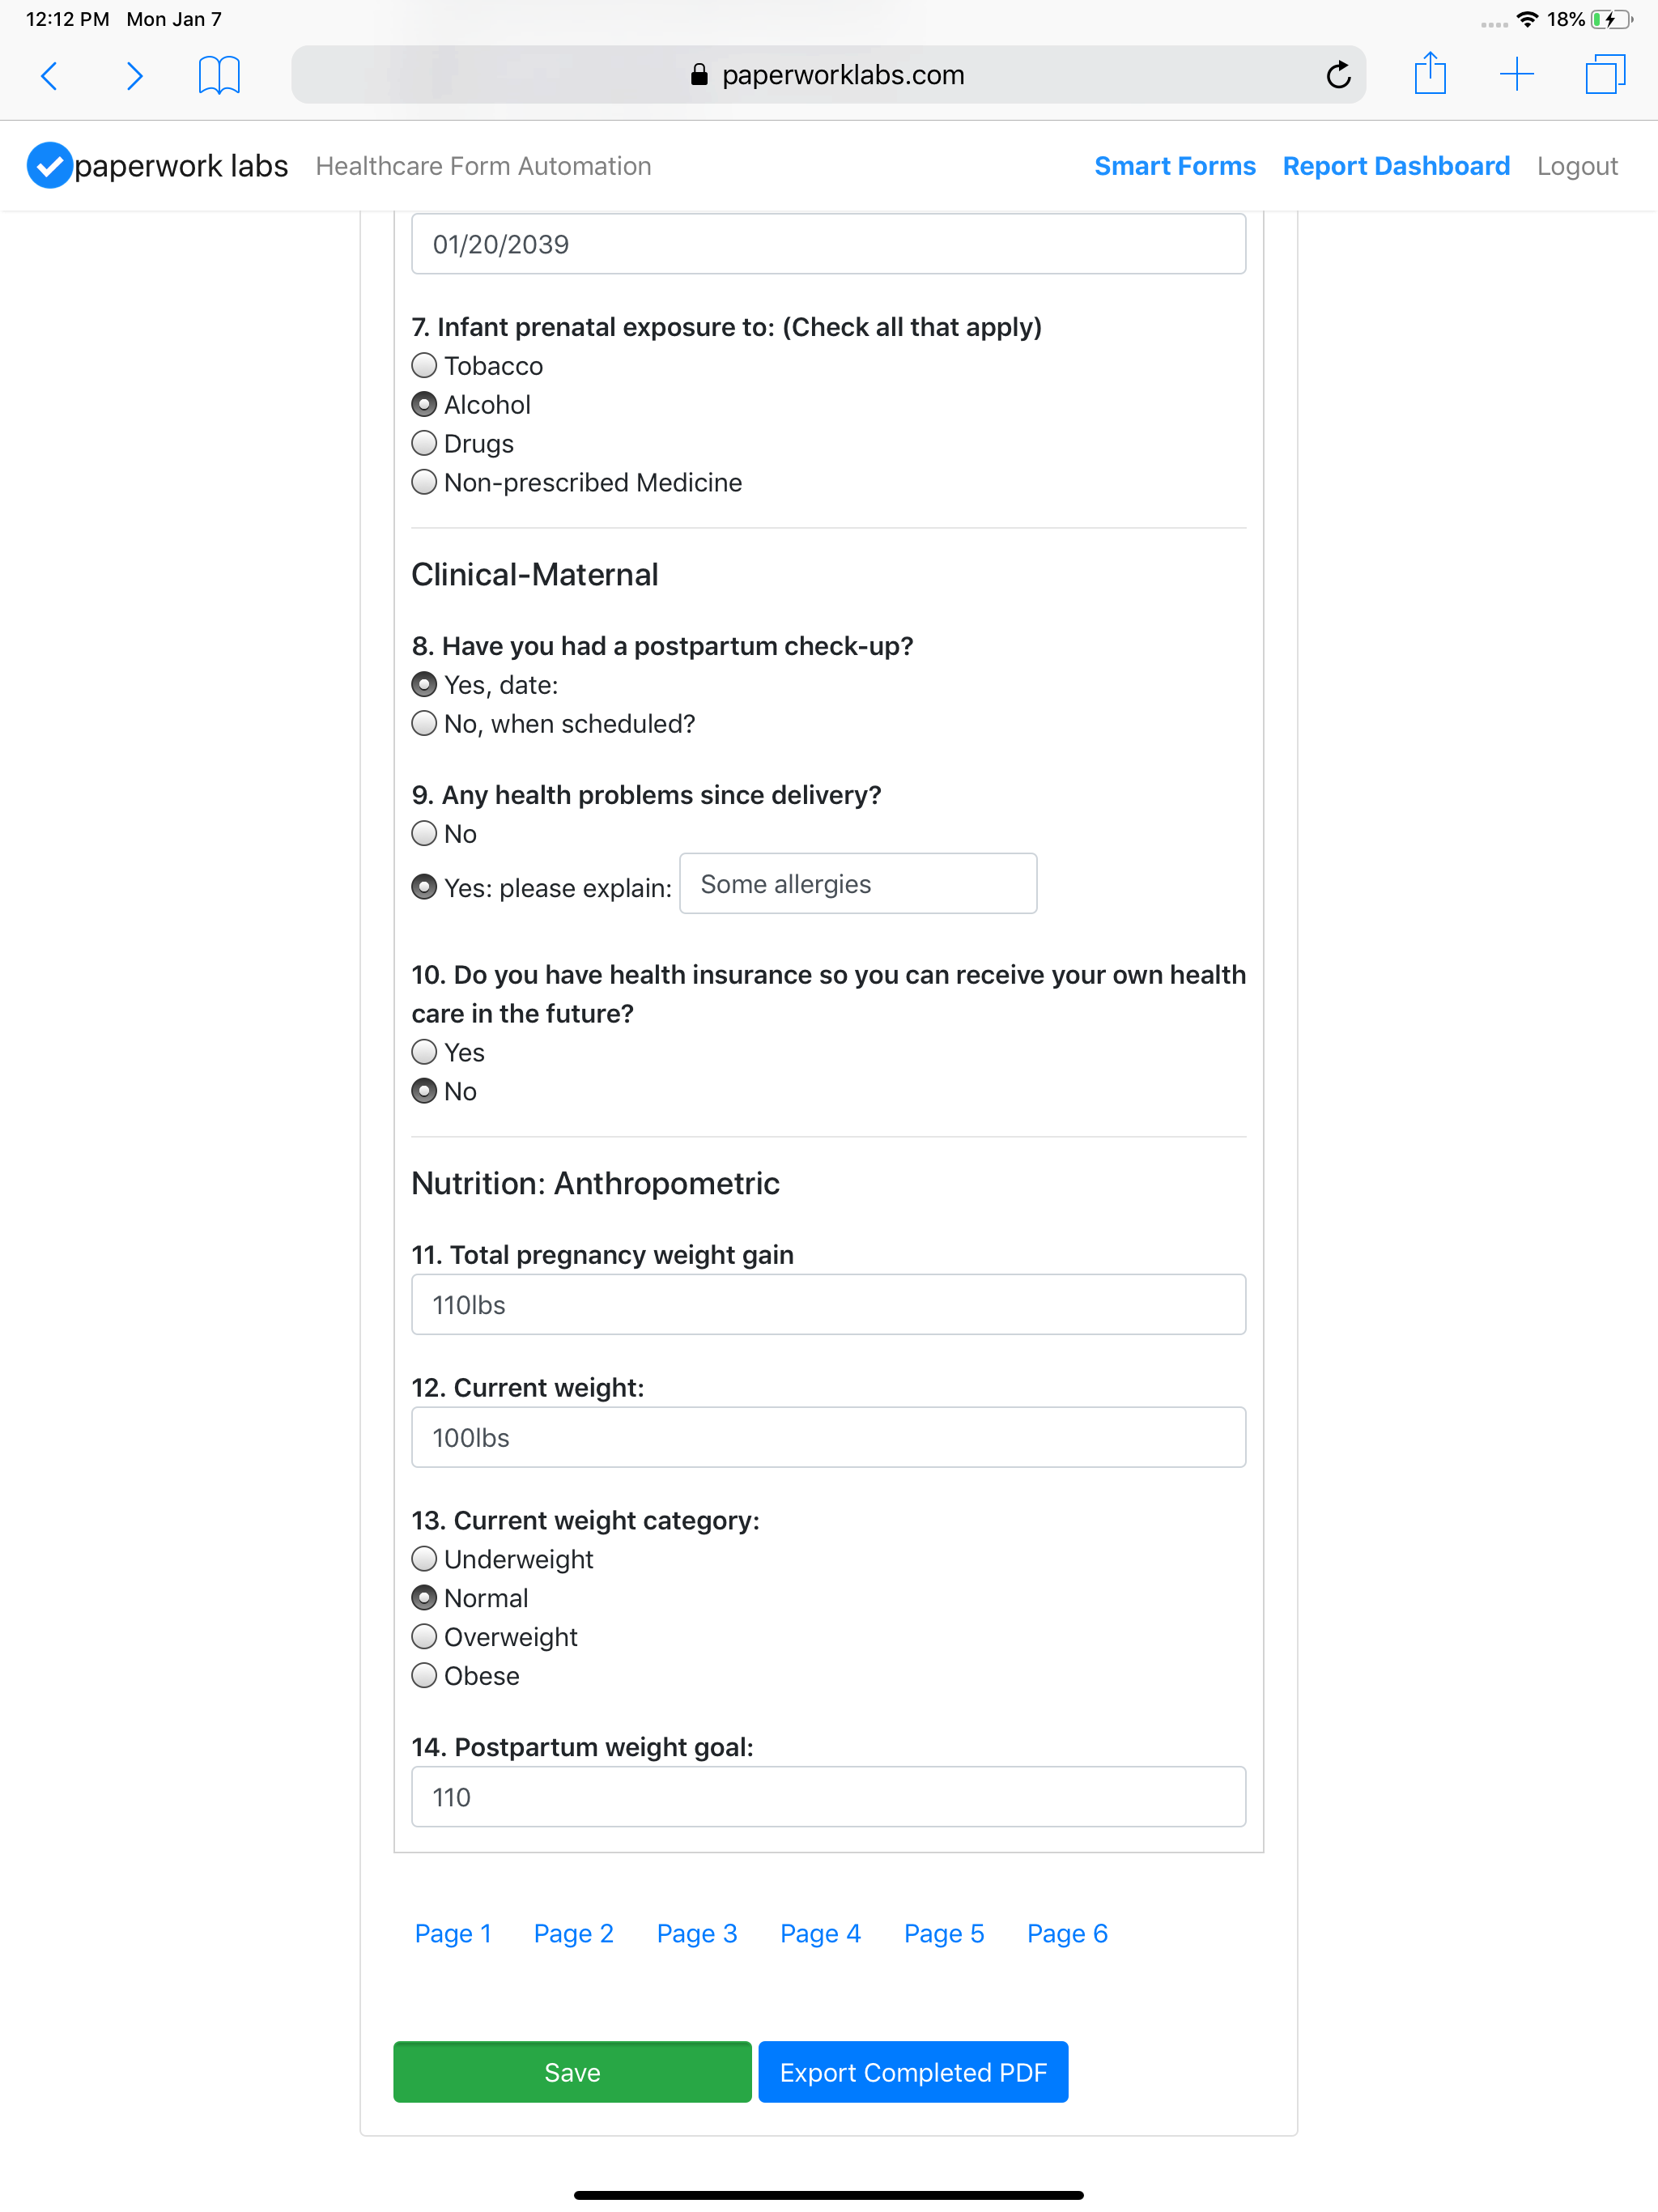 12:12 PM Mon Jan 7
18%
paperworklabs.com
paperwork labs Healthcare Form Automation Smart Forms Report Dashboard Logout
01/20/2039
7. Infant prenatal exposure to: (Check all that apply)
Tobacco
Alcohol
Drugs
Non-prescribed Medicine
Clinical-Maternal
8. Have you had a postpartum check-up?
Yes, date:
No, when scheduled?
9. Any health problems since delivery?
No
Yes: please explain: Some allergies
10. Do you have health insurance so you can receive your own health
care in the future?
Yes
No
Nutrition: Anthropometric
11. Total pregnancy weight gain
110lbs
12. Current weight:
100lbs
13. Current weight category:
Underweight
Normal
Overweight
Obese
14. Postpartum weight goal:
110
Page 1 Page 2 Page 3 Page 4 Page 5 Page 6
Save Export Completed PDF